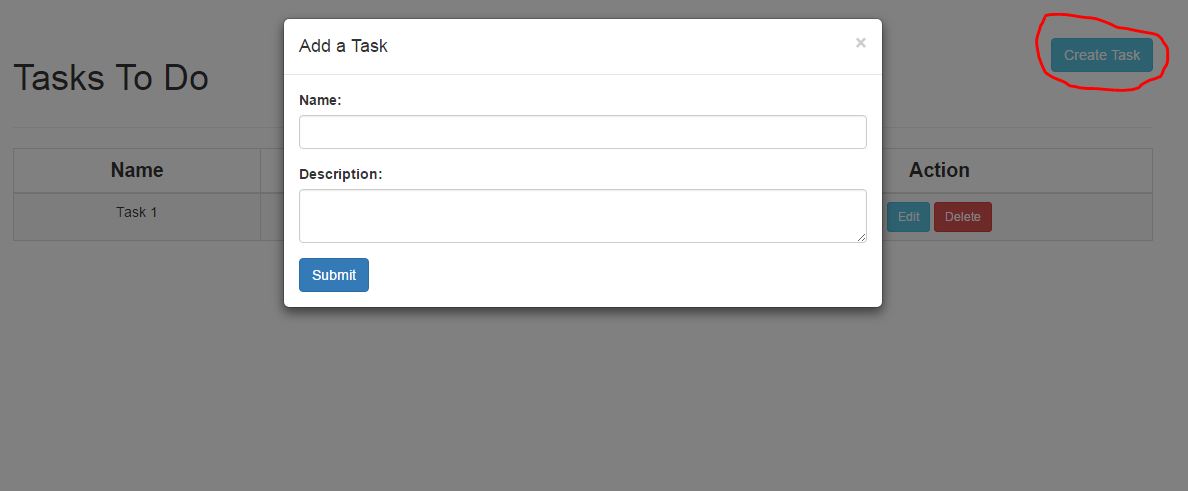 Add a Task ×
Create Task
Tasks To Do
Name:
Description:
Submit
Name Action
Task 1 Edit Delete